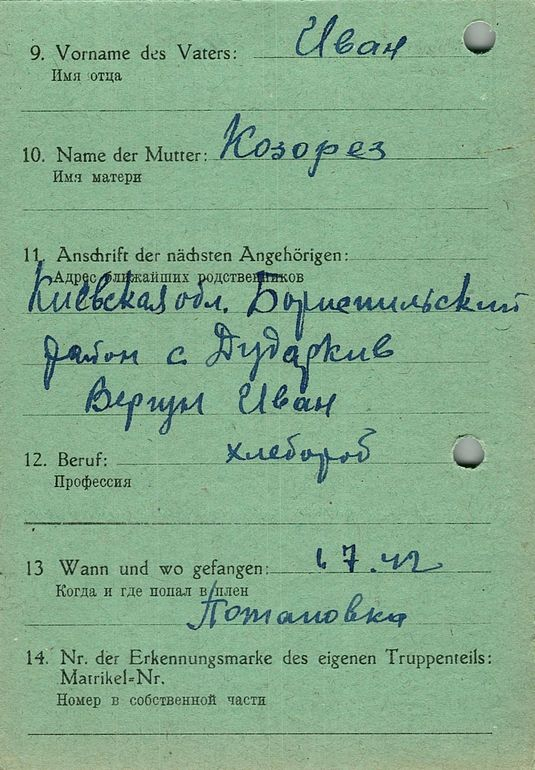 9. Vorname des Vaters: Иван
Имя отца
10. Name der Mutter: Козорез
Имя матери
11. Anschrift der nächsten Angehörigen:
Адрес ближайших родственников
Киевская обл. Бориспильский
район с Дударкив
Вергун Иван
12. Beruf: хлебороб
Профессия
13 Wann und wo gefangen: 7.42
Когда и где попал в плен
Потаповка
14. Nr. der Erkennungsmarke des eigenen Truppenteils:
Matrikel-Nr.
Номер в собственной части